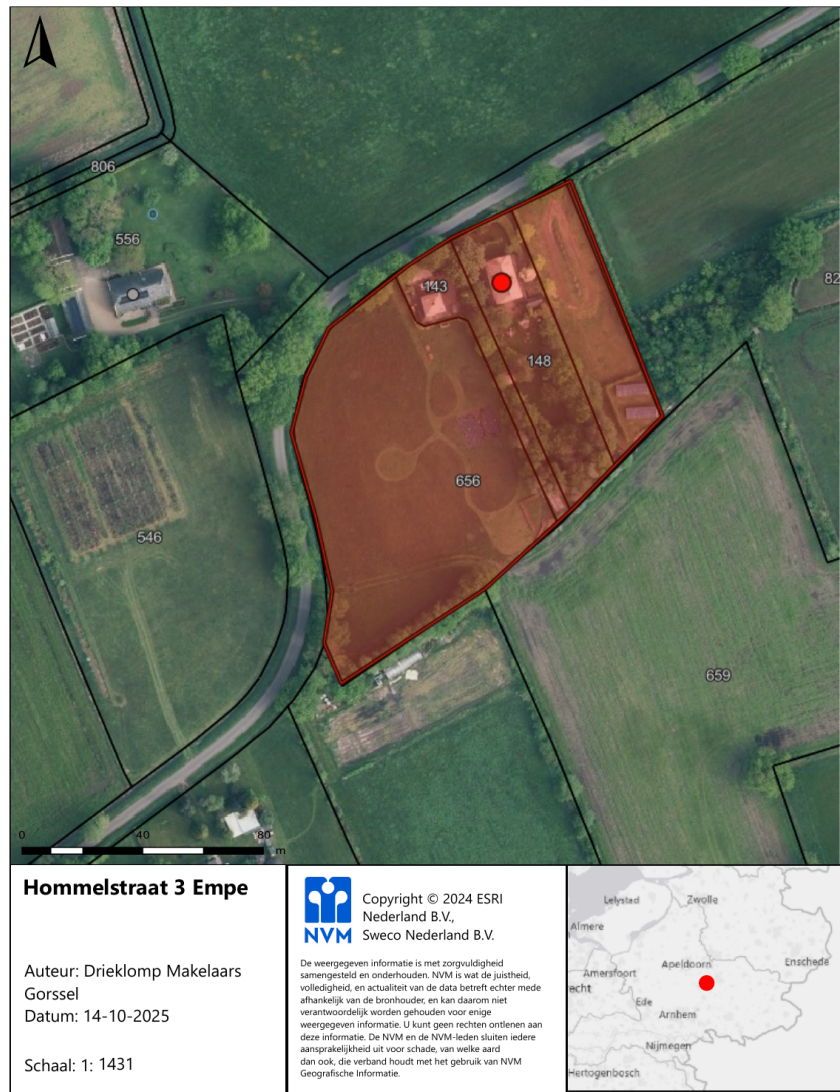 806
556
143
82
148
656
546
659
0 40 80 m
Hommelstraat 3 Empe
Auteur: Drieklomp Makelaars
Gorssel
Datum: 14-10-2025
Schaal: 1: 1431
NVM
Copyright © 2024 ESRI
Nederland B.V.,
Sweco Nederland B.V.
De weergegeven informatie is met zorgvuldigheid
samengesteld en onderhouden. NVM is wat de juistheid,
volledigheid, en actualiteit van de data betreft echter mede
afhankelijk van de bronhouder, en kan daarom niet
verantwoordelijk worden gehouden voor enige
weergegeven informatie. U kunt geen rechten ontlenen aan
deze informatie. De NVM en de NVM-leden sluiten iedere
aansprakelijkheid uit voor schade, van welke aard
dan ook, die verband houdt met het gebruik van NVM
Geografische Informatie.
Lelystad
Zwolle
Almere
Apeldoorn
Enschede
Amersfoort
echt
Ede
Arnhem
Nijmegen
Hertogenbosch